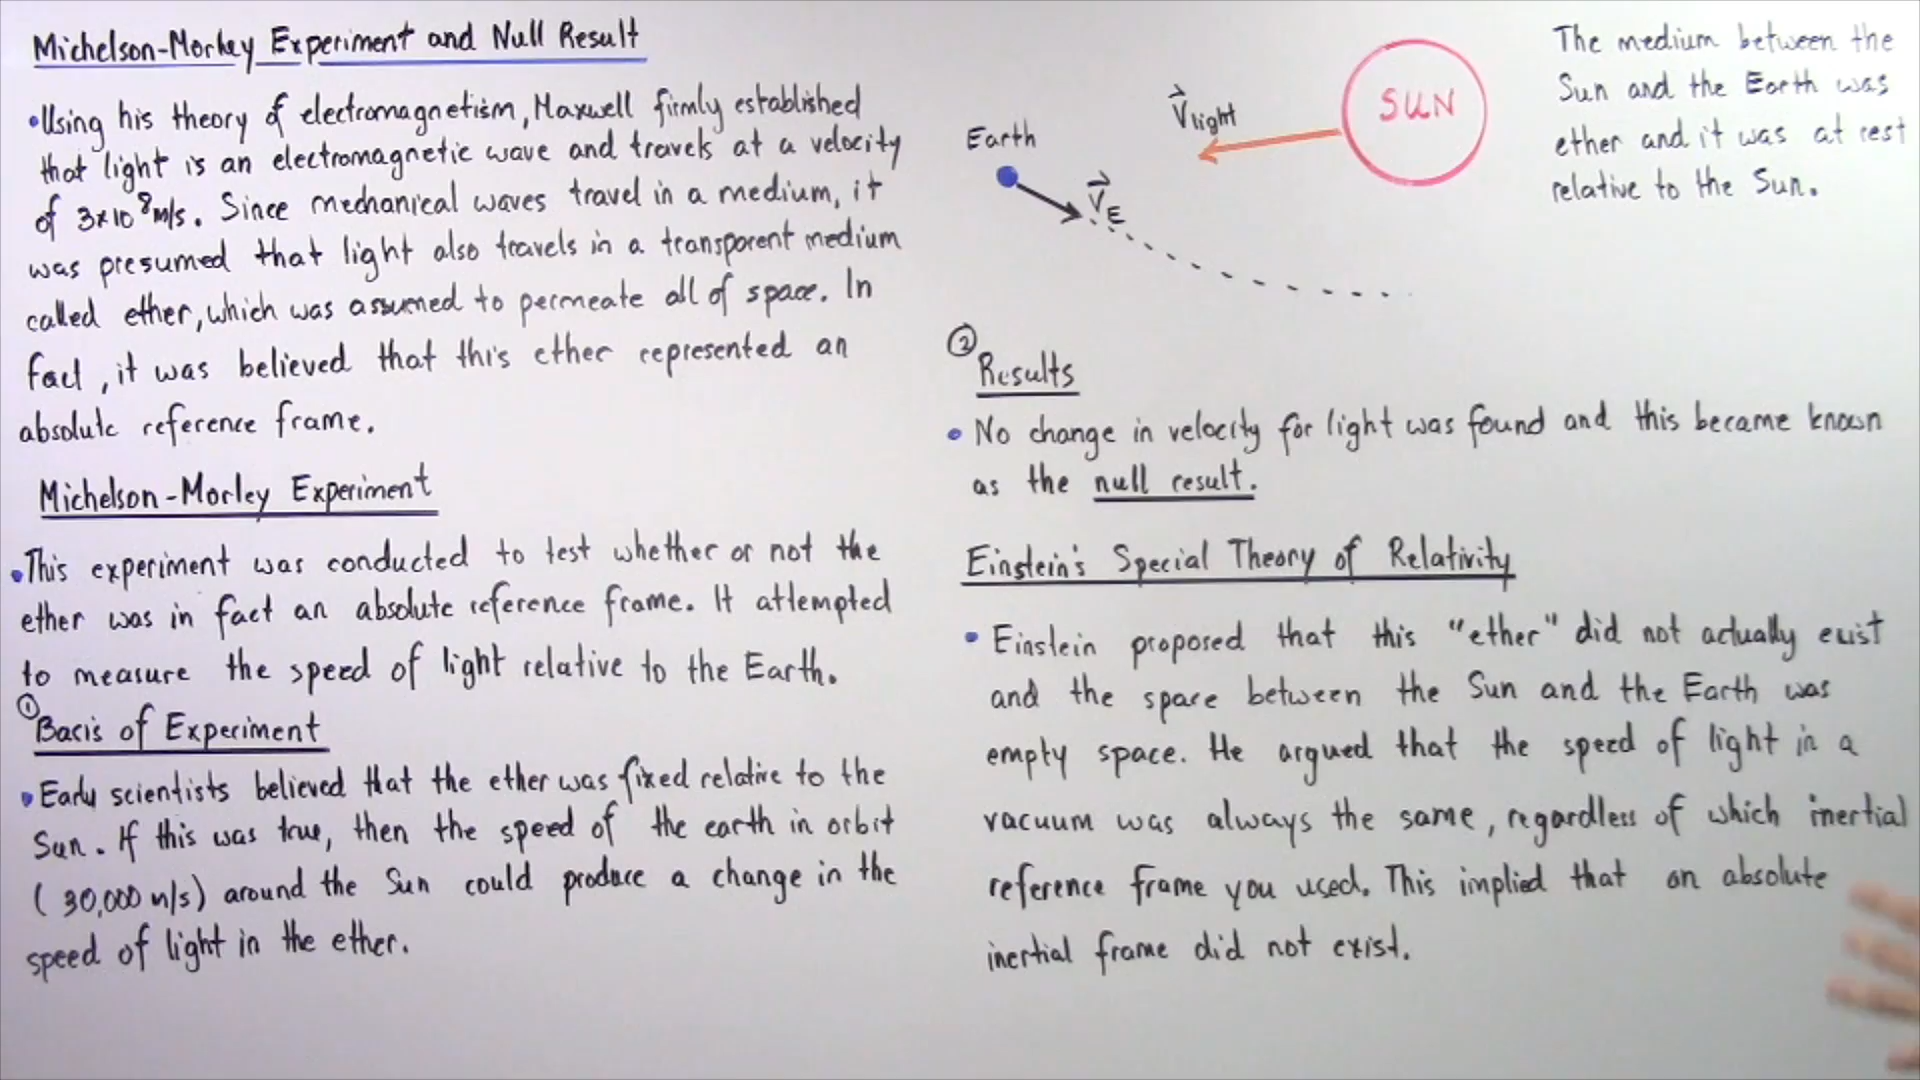 Michelson-Morley Experiment and Null Result
•Using his theory of electromagnetism, Maxwell firmly established
that light is an electromagnetic wave and travels at a velocity
of 3×10⁸m/s. Since mechanical waves travel in a medium, it
was presumed that light also travels in a transparent medium
called ether, which was assumed to permeate all of space. In
fact, it was believed that this ether represented an
absolute reference frame.
Michelson-Morley Experiment
•This experiment was conducted to test whether or not the
ether was in fact an absolute reference frame. It attempted
to measure the speed of light relative to the Earth.
①
Basis of Experiment
•Early scientists believed that the ether was fixed relative to the
Sun. If this was true, then the speed of the earth in orbit
(30,000 m/s) around the Sun could produce a change in the
speed of light in the ether.
Earth
V⃗E
V⃗light
SUN
The medium between the
Sun and the Earth was
ether and it was at rest
relative to the Sun.
②
Results
• No change in velocity for light was found and this became known
as the null result.
Einstein's Special Theory of Relativity
• Einstein proposed that this "ether" did not actually exist
and the space between the Sun and the Earth was
empty space. He argued that the speed of light in a
vacuum was always the same, regardless of which inertial
reference frame you used. This implied that an absolute
inertial frame did not exist.